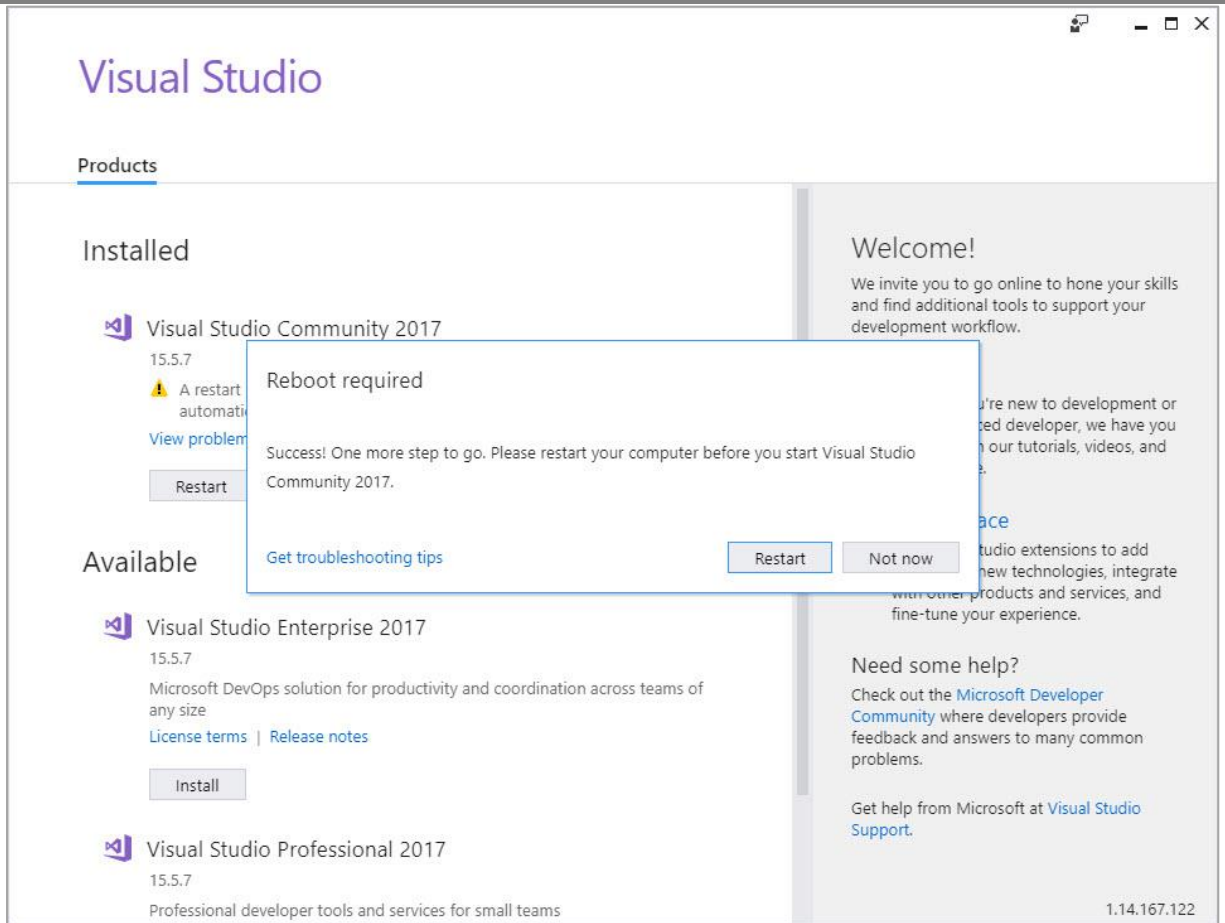 Visual Studio
Products
Installed
Visual Studio Community 2017
15.5.7
A restart
View problem
Restart
Reboot required
Success! One more step to go. Please restart your computer before you start Visual Studio
Community 2017.
Get troubleshooting tips
Restart
Not now
Available
Visual Studio Enterprise 2017
15.5.7
Microsoft DevOps solution for productivity and coordination across teams of
any size
License terms | Release notes
Install
Visual Studio Professional 2017
15.5.7
Professional developer tools and services for small teams
Welcome!
We invite you to go online to hone your skills
and find additional tools to support your
development workflow.
're new to development or
ced developer, we have you
our tutorials, videos, and
tudio extensions to add
new technologies, integrate
with other products and services, and
fine-tune your experience.
Need some help?
Check out the Microsoft Developer
Community where developers provide
feedback and answers to many common
problems.
Get help from Microsoft at Visual Studio
Support.
1.14.167.122